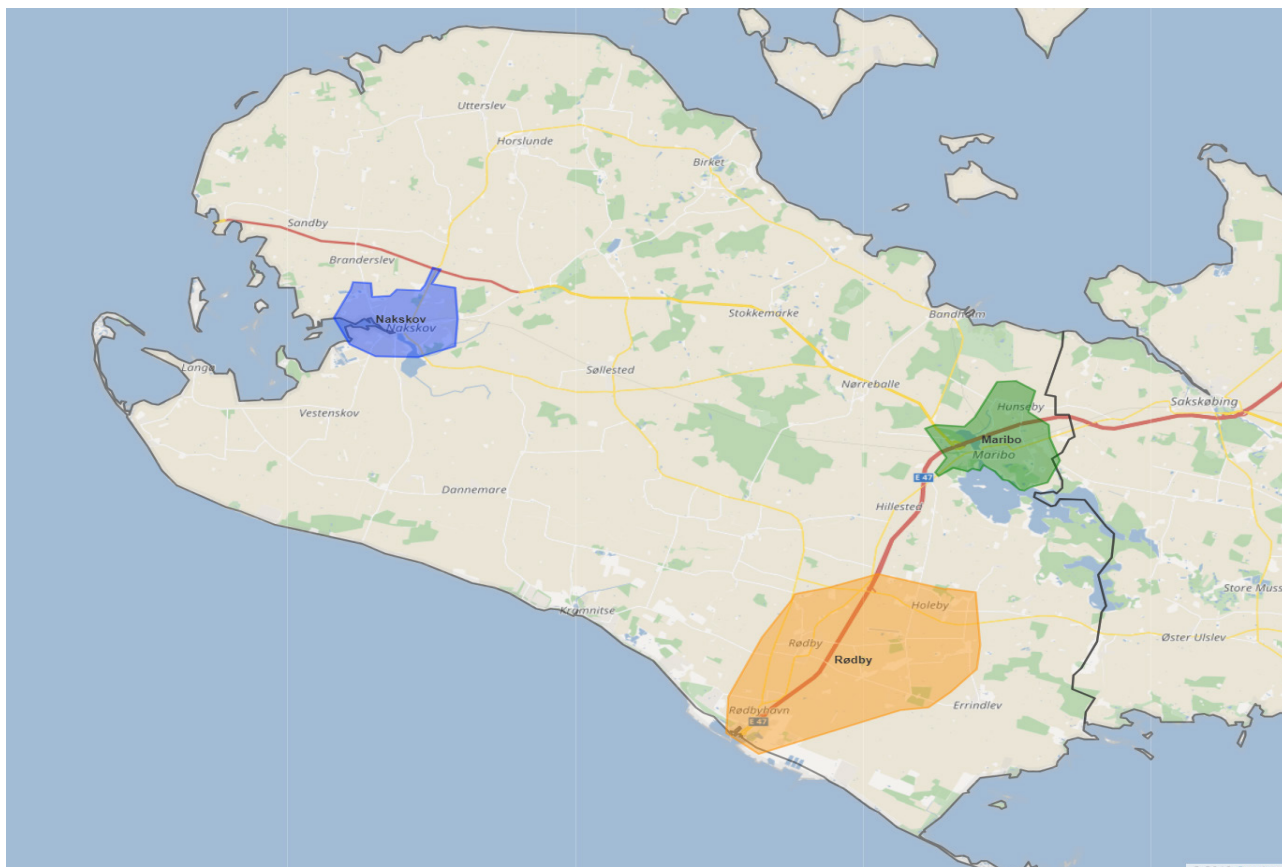 Utterslev
Horslunde
Birket
Sandby
Branderslev
Nakskov
Nakskov
Stokkemarke
Bandholm
Langø
Søllested
Nørreballe
Vestenskov
Hunseby
Sakskøbing
Maribo
Maribo
E 47
Dannemare
Hillested
Kramnitse
Holeby
Store Muss
Øster Ulslev
Rødby
Rødby
Rødbyhavn
E 47
Errindlev